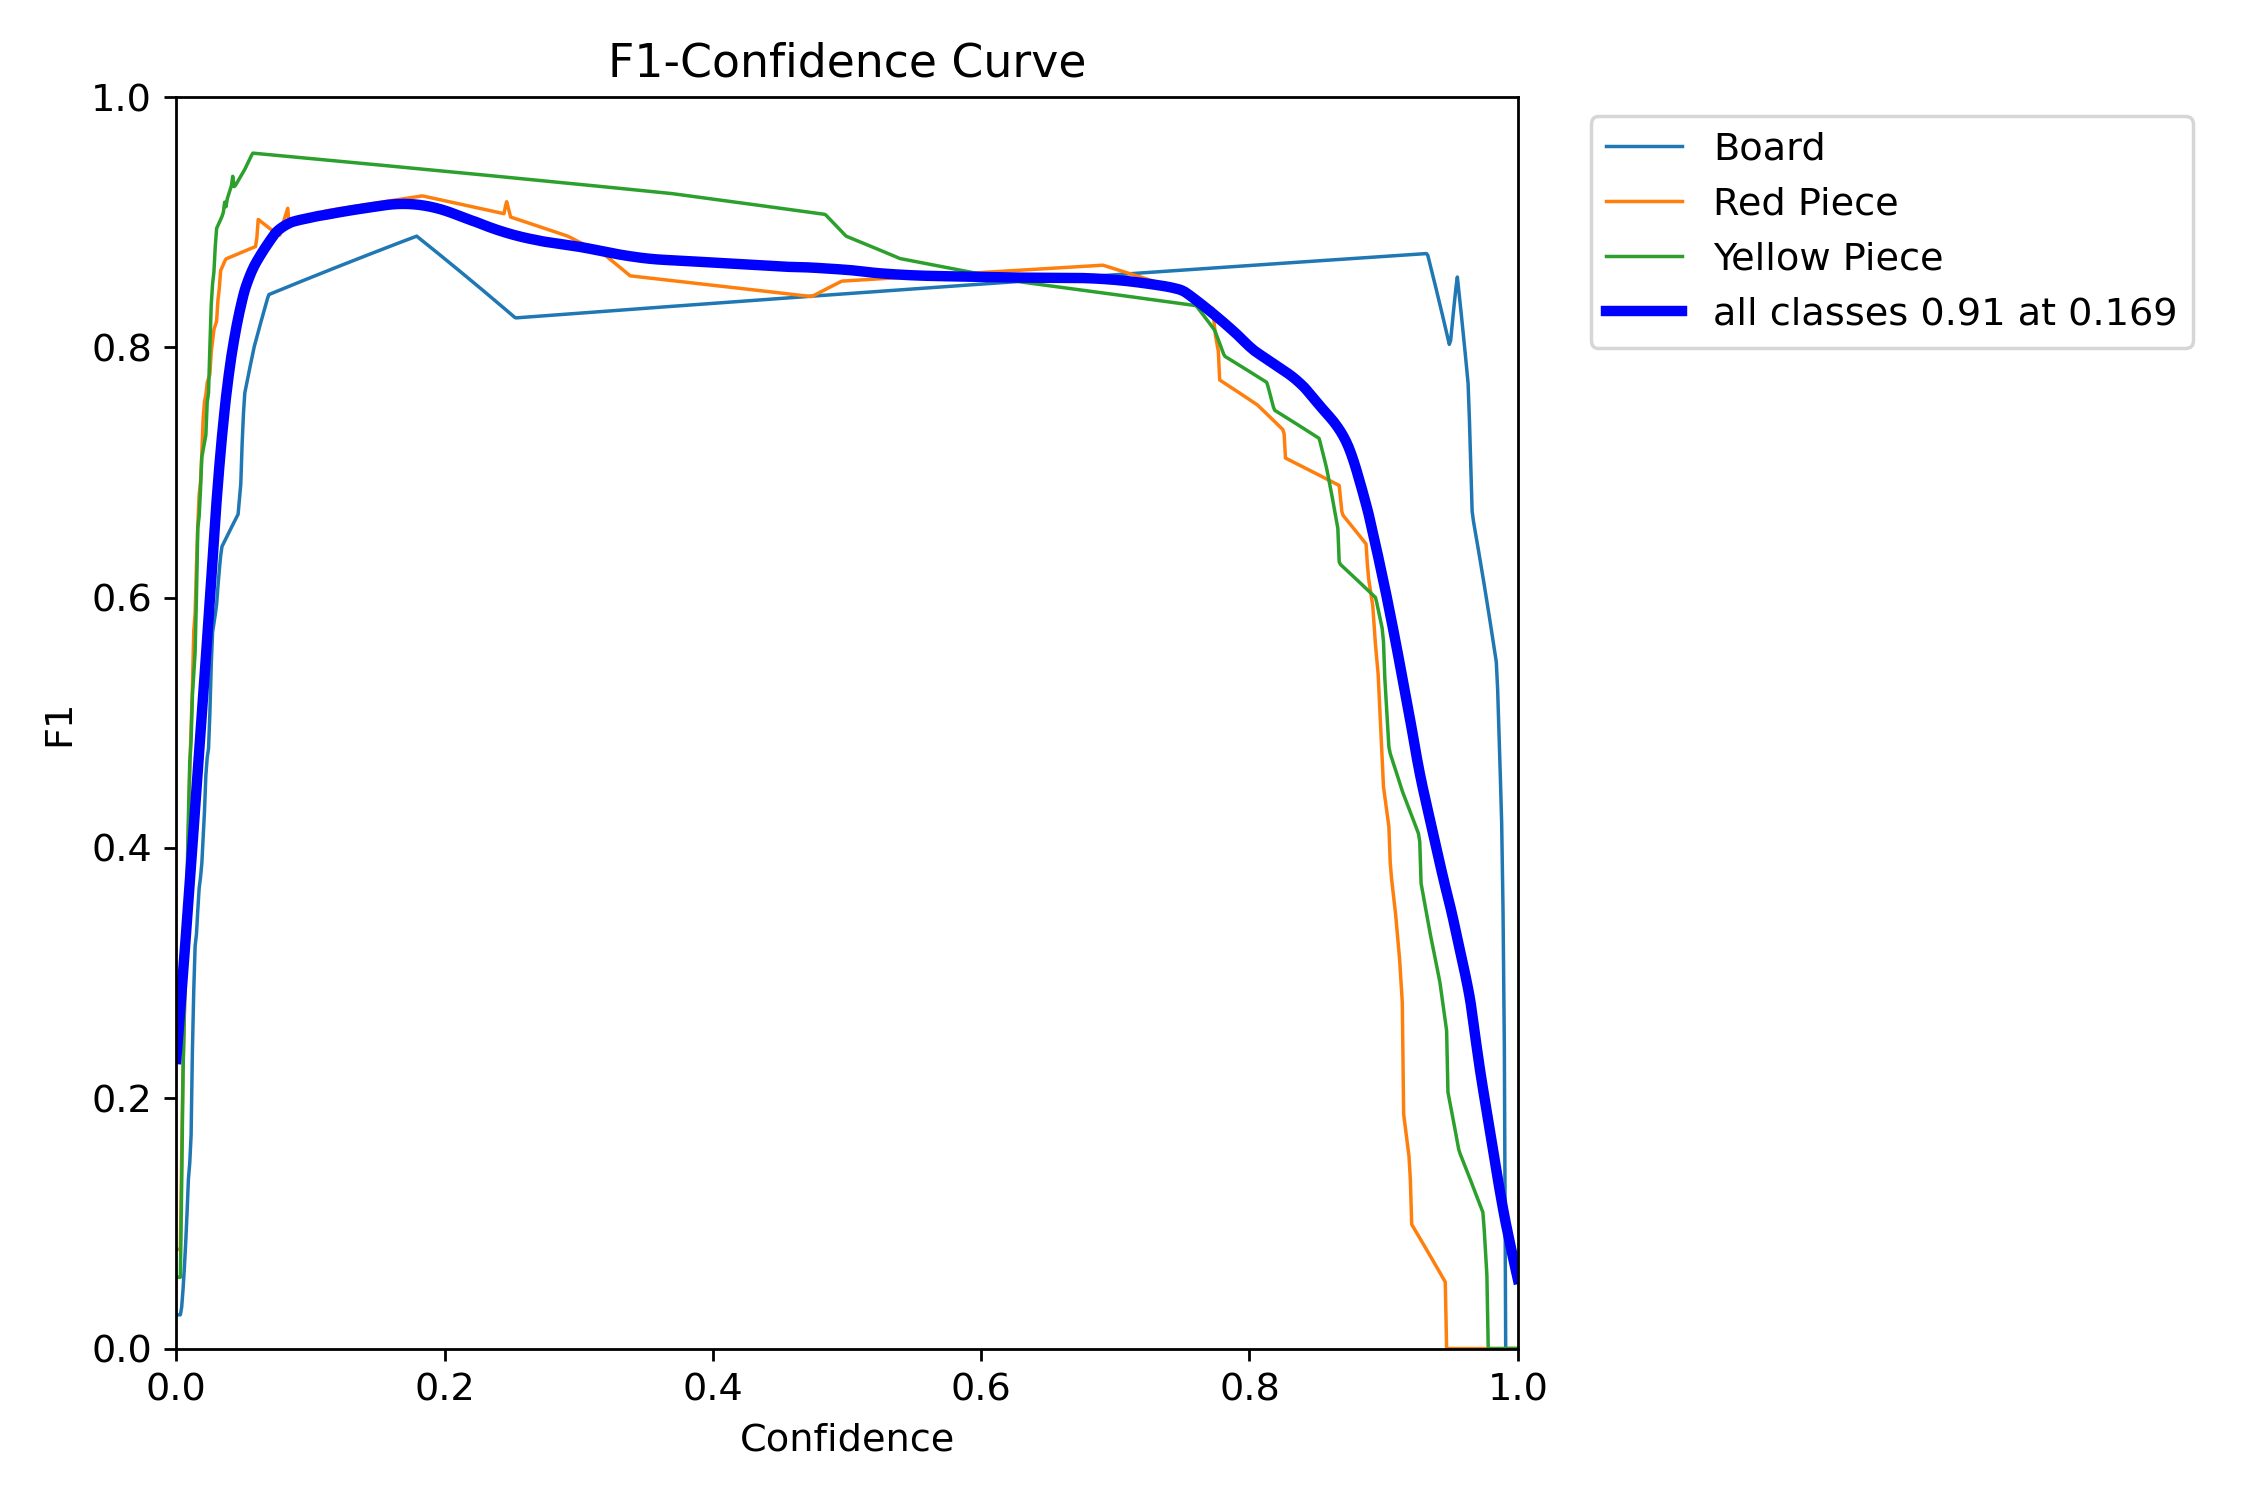 F1-Confidence Curve
1.0
0.8
0.6
0.4
0.2
0.0
F1
0.0 0.2 0.4 0.6 0.8 1.0
Confidence
Board
Red Piece
Yellow Piece
all classes 0.91 at 0.169